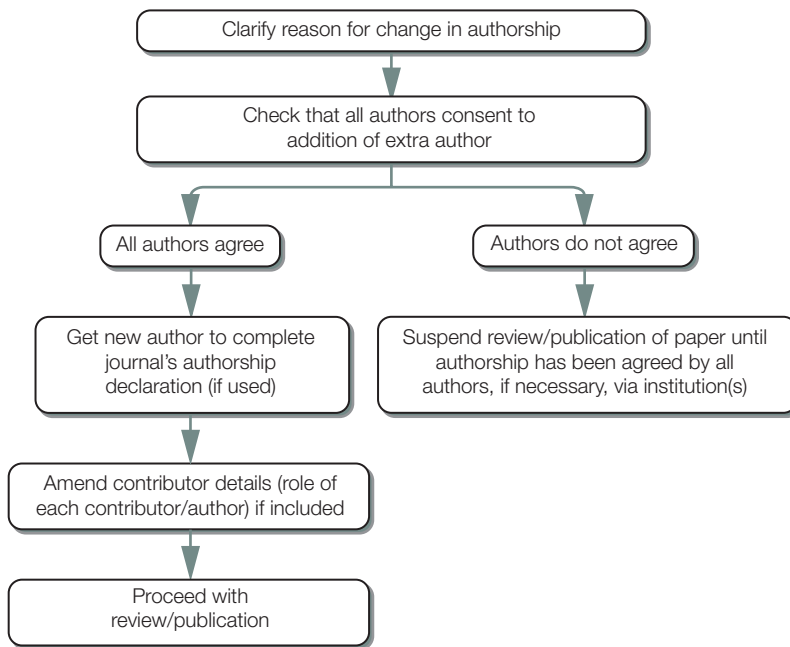 Clarify reason for change in authorship
Check that all authors consent to
addition of extra author
All authors agree
Authors do not agree
Get new author to complete
journal’s authorship
declaration (if used)
Suspend review/publication of paper until
authorship has been agreed by all
authors, if necessary, via institution(s)
Amend contributor details (role of
each contributor/author) if included
Proceed with
review/publication